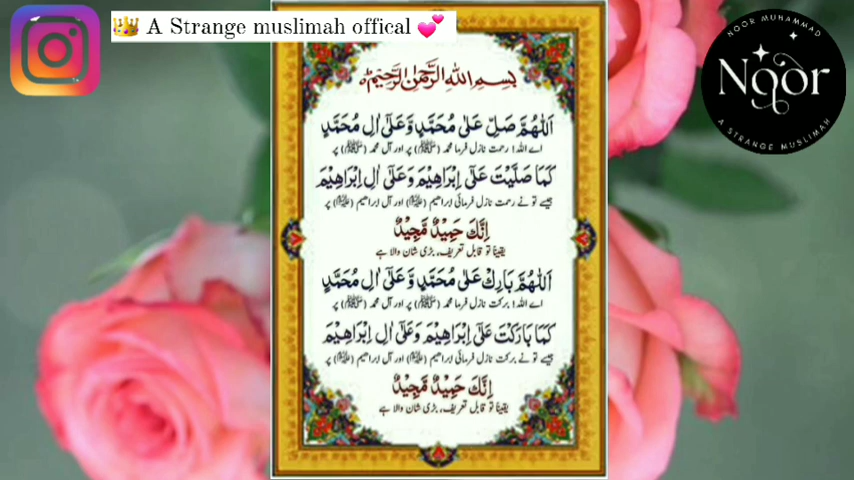 👑 A Strange muslimah offical 💕
NOOR MUHAMMAD
Nqor
A STRANGE MUSLIMAH
بِسْمِ اللهِ الرَّحْمٰنِ الرَّحِيْمِ
اَللّٰهُمَّ صَلِّ عَلٰى مُحَمَّدٍ وَّعَلٰٓى اٰلِ مُحَمَّدٍ
اے اللہ! رحمت نازل فرما محمد (ﷺ) پر اور آل محمد (ﷺ) پر
كَمَا صَلَّيْتَ عَلٰٓى اِبْرَاهِيْمَ وَعَلٰٓى اٰلِ اِبْرَاهِيْمَ
جیسے تو نے رحمت نازل فرمائی ابراہیم (علیہ السلام) اور آل ابراہیم (علیہ السلام) پر
اِنَّكَ حَمِيْدٌ مَّجِيْدٌ
یقیناً تو قابل تعریف، بڑی شان والا ہے
اَللّٰهُمَّ بَارِكْ عَلٰى مُحَمَّدٍ وَّعَلٰٓى اٰلِ مُحَمَّدٍ
اے اللہ! برکت نازل فرما محمد (ﷺ) پر اور آل محمد (ﷺ) پر
كَمَا بَارَكْتَ عَلٰٓى اِبْرَاهِيْمَ وَعَلٰٓى اٰلِ اِبْرَاهِيْمَ
جیسے تو نے برکت نازل فرمائی ابراہیم (علیہ السلام) اور آل ابراہیم (علیہ السلام) پر
اِنَّكَ حَمِيْدٌ مَّجِيْدٌ
یقیناً تو قابل تعریف، بڑی شان والا ہے